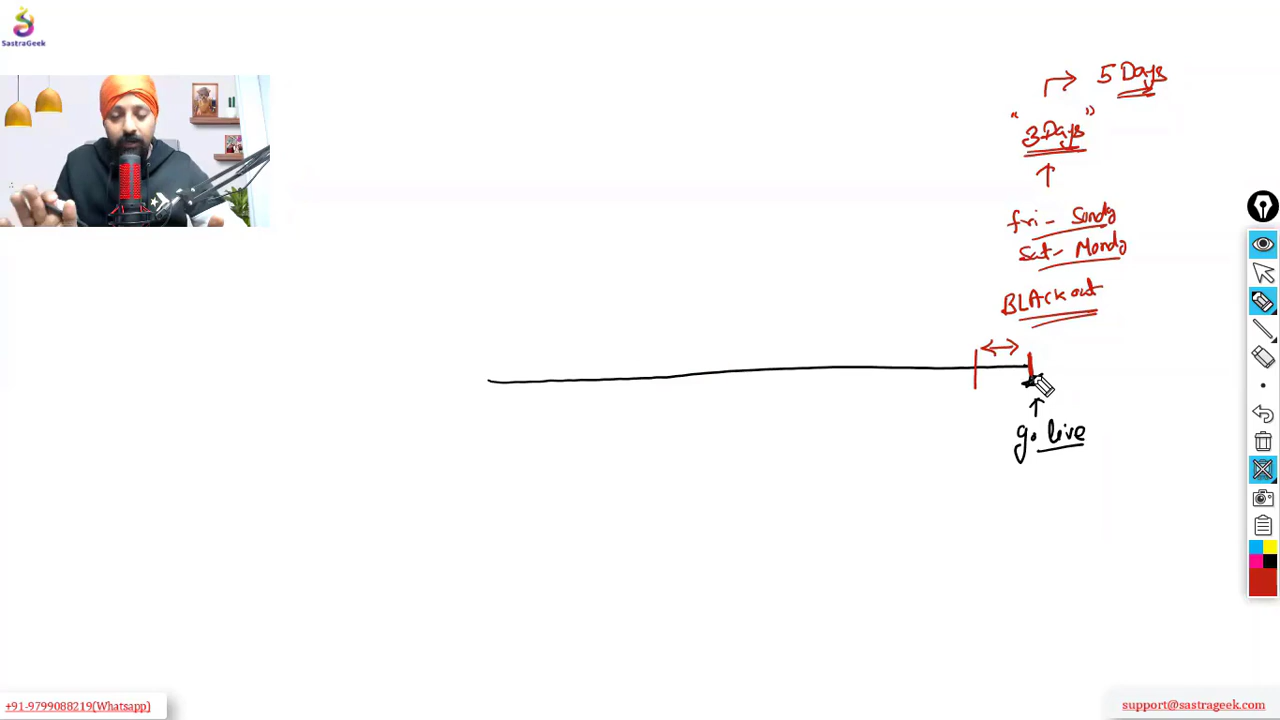 SastraGeek
5 Days
"3 Days"
fri - Sunday
Sat - Monday
BLACKout
go live
+91-9799088219(Whatsapp)
support@sastrageek.com